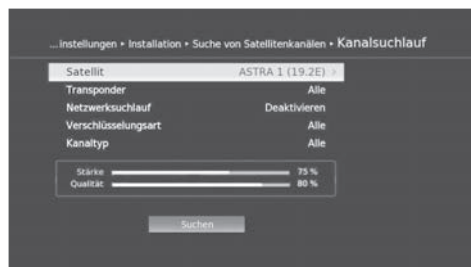 ...instellungen ▸ Installation ▸ Suche von Satellitenkanälen ▸ Kanalsuchlauf
Satellit ASTRA 1 (19.2E) >
Transponder Alle
Netzwerksuchlauf Deaktivieren
Verschlüsselungsart Alle
Kanaltyp Alle
Stärke 75 %
Qualität 80 %
Suchen